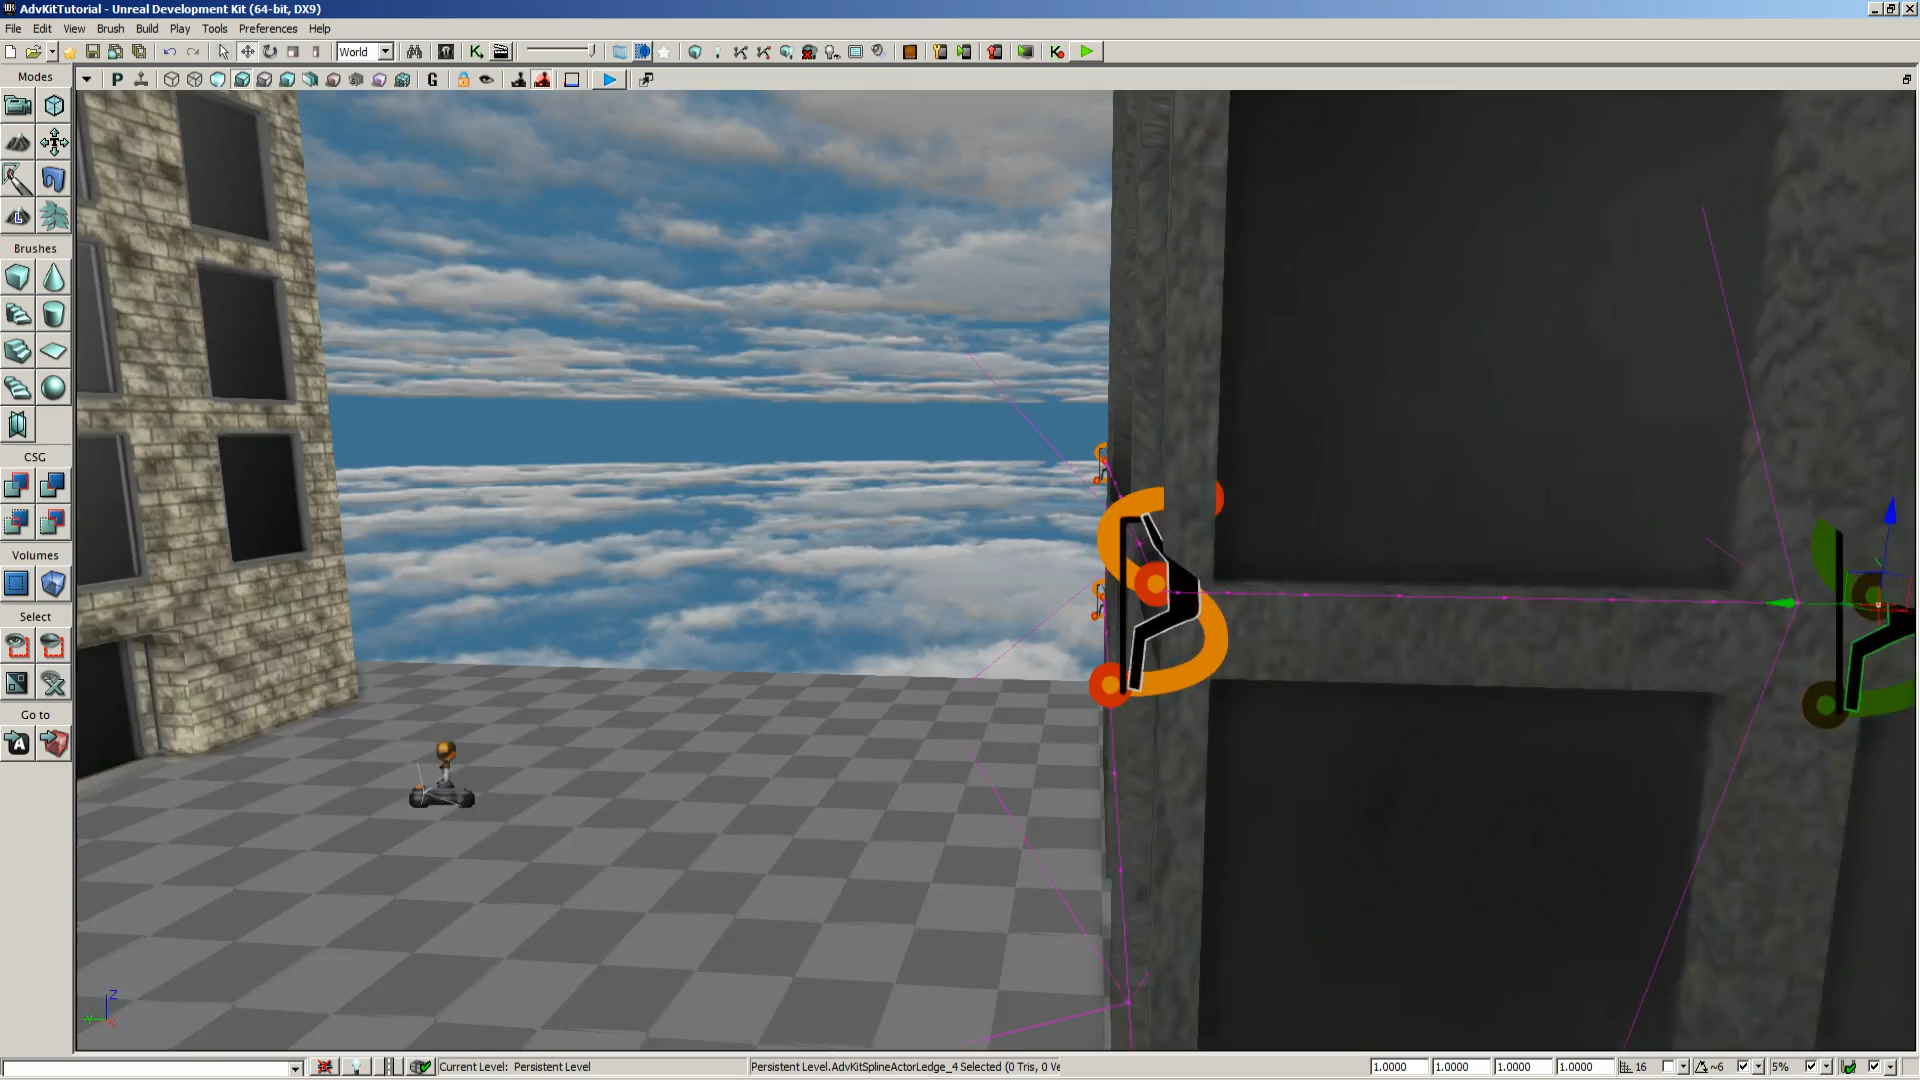 AdvKitTutorial - Unreal Development Kit (64-bit, DX9)
File Edit View Brush Build Play Tools Preferences Help
World
Modes
P
G
L
Brushes
CSG
Volumes
Select
Go to
A
Z
Y
X
Current Level: Persistent Level
Persistent Level.AdvKitSplineActorLedge_4 Selected (0 Tris, 0 Ve
1.0000 1.0000 1.0000 1.0000 16 ~6 5%